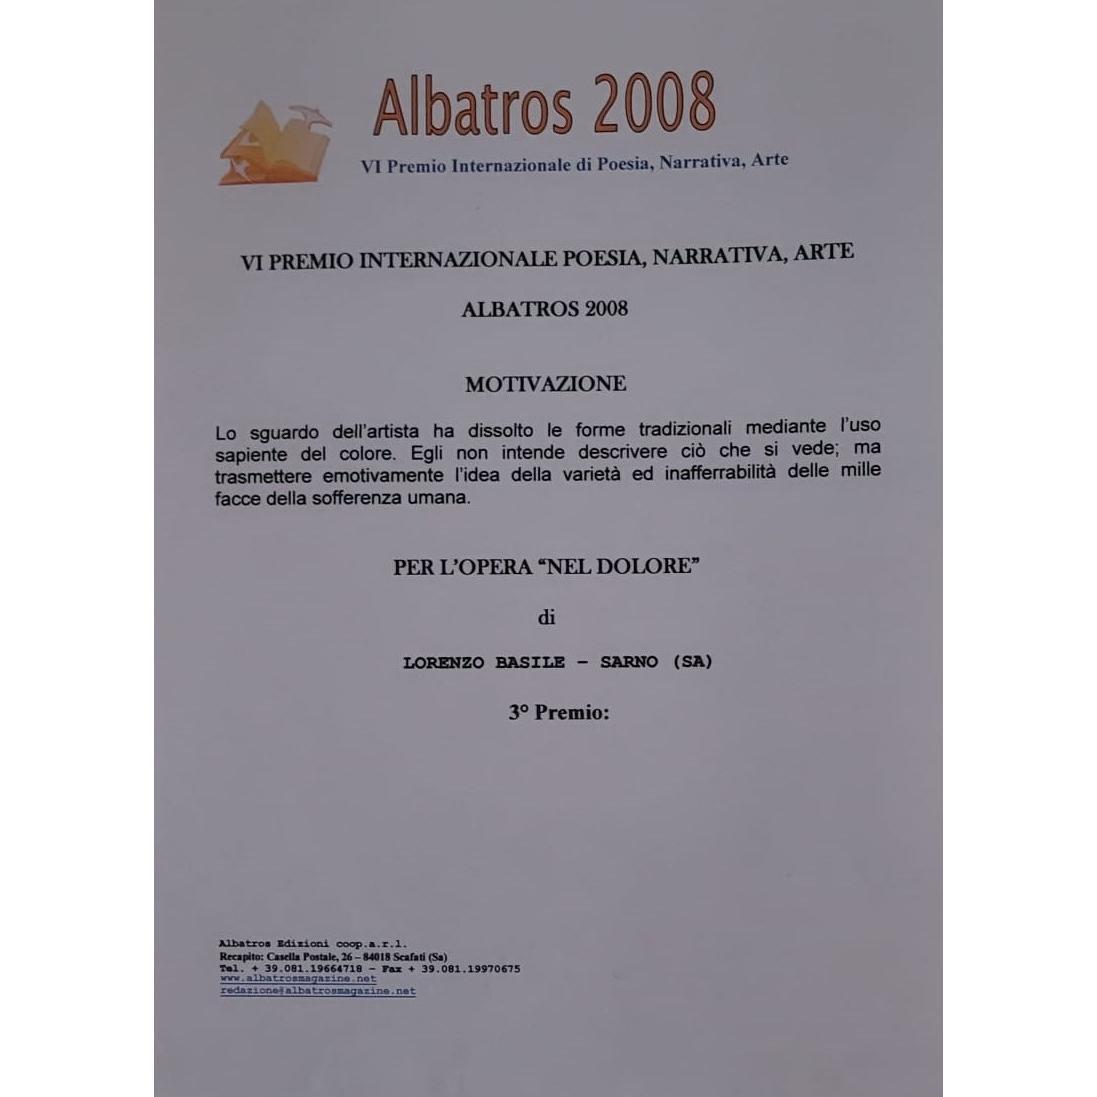 Albatros 2008
VI Premio Internazionale di Poesia, Narrativa, Arte
VI PREMIO INTERNAZIONALE POESIA, NARRATIVA, ARTE
ALBATROS 2008
MOTIVAZIONE
Lo sguardo dell'artista ha dissolto le forme tradizionali mediante l'uso
sapiente del colore. Egli non intende descrivere ciò che si vede; ma
trasmettere emotivamente l'idea della varietà ed inafferrabilità delle mille
facce della sofferenza umana.
PER L'OPERA “NEL DOLORE”
di
LORENZO BASILE – SARNO (SA)
3° Premio:
Albatros Edizioni coop.a.r.l.
Recapito: Casella Postale, 26 – 84018 Scafati (Sa)
Tel. + 39.081.19664718 – Fax + 39.081.19970675
www.albatrosmagazine.net
redazione@albatrosmagazine.net